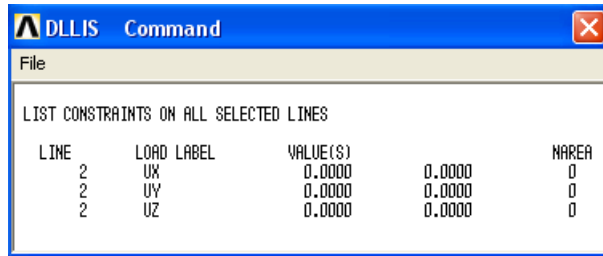 DLLIS Command
File
LIST CONSTRAINTS ON ALL SELECTED LINES
LINE LOAD LABEL VALUE(S) NAREA
2 UX 0.0000 0.0000 0
2 UY 0.0000 0.0000 0
2 UZ 0.0000 0.0000 0